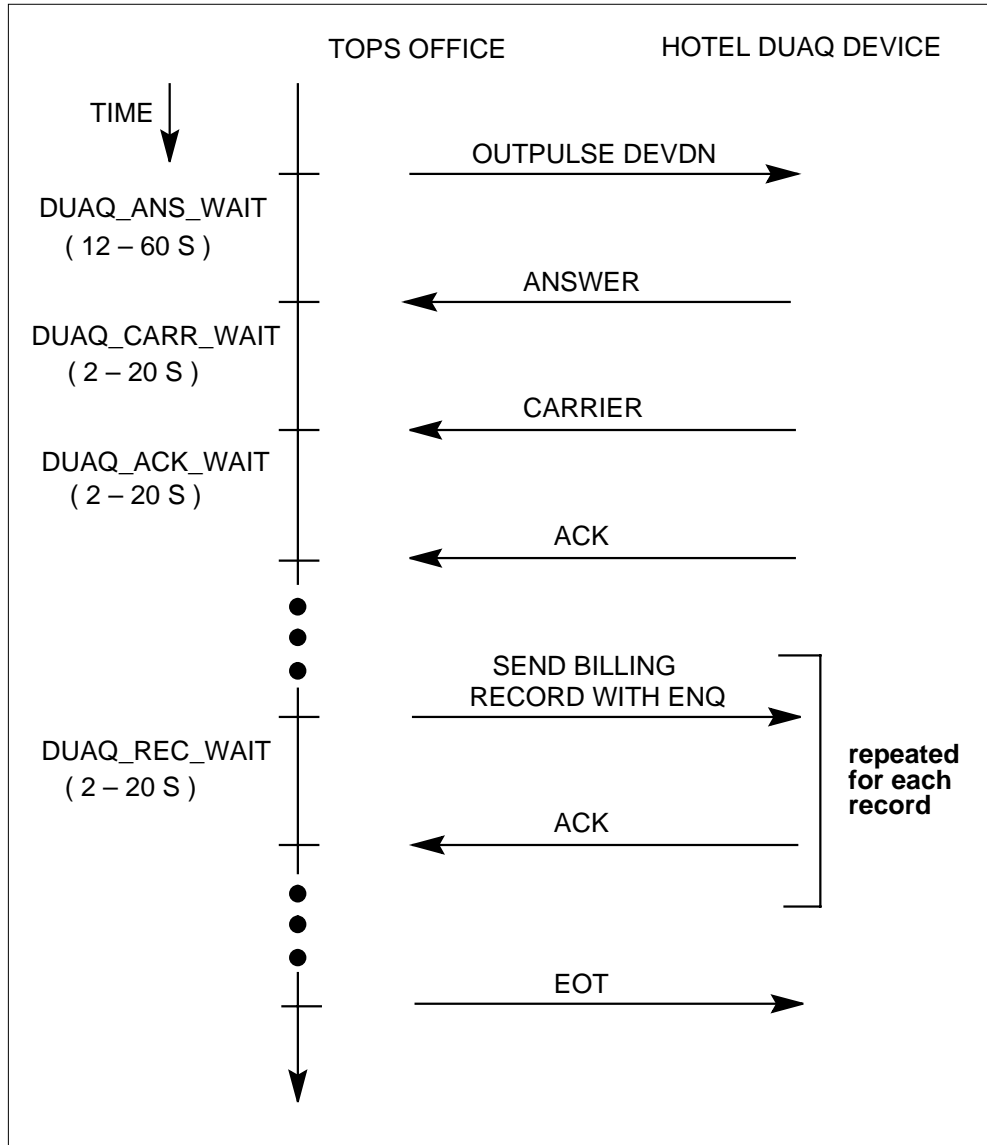 TOPS OFFICE
HOTEL DUAQ DEVICE
TIME
OUTPULSE DEVDN
DUAQ_ANS_WAIT
( 12 – 60 S )
ANSWER
DUAQ_CARR_WAIT
( 2 – 20 S )
CARRIER
DUAQ_ACK_WAIT
( 2 – 20 S )
ACK
SEND BILLING
RECORD WITH ENQ
DUAQ_REC_WAIT
( 2 – 20 S )
repeated
for each
record
ACK
EOT